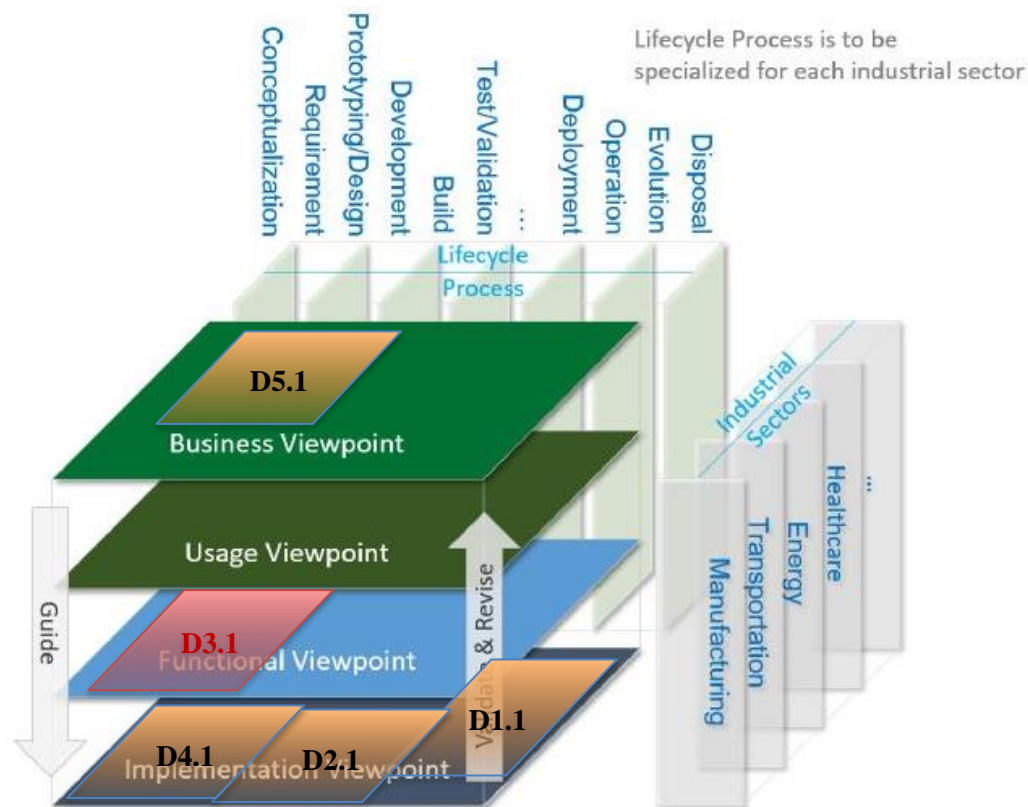 Lifecycle Process is to be
specialized for each industrial sector
Conceptualization
Requirement
Prototyping/Design
Development
Build
Test/Validation
...
Deployment
Operation
Evolution
Disposal
Lifecycle
Process
D5.1
Business Viewpoint
Usage Viewpoint
D3.1
Functional Viewpoint
D4.1
D2.1
D1.1
Implementation Viewpoint
Guide
Validate & Revise
Industrial
Sectors
Manufacturing
Transportation
Energy
Healthcare
...